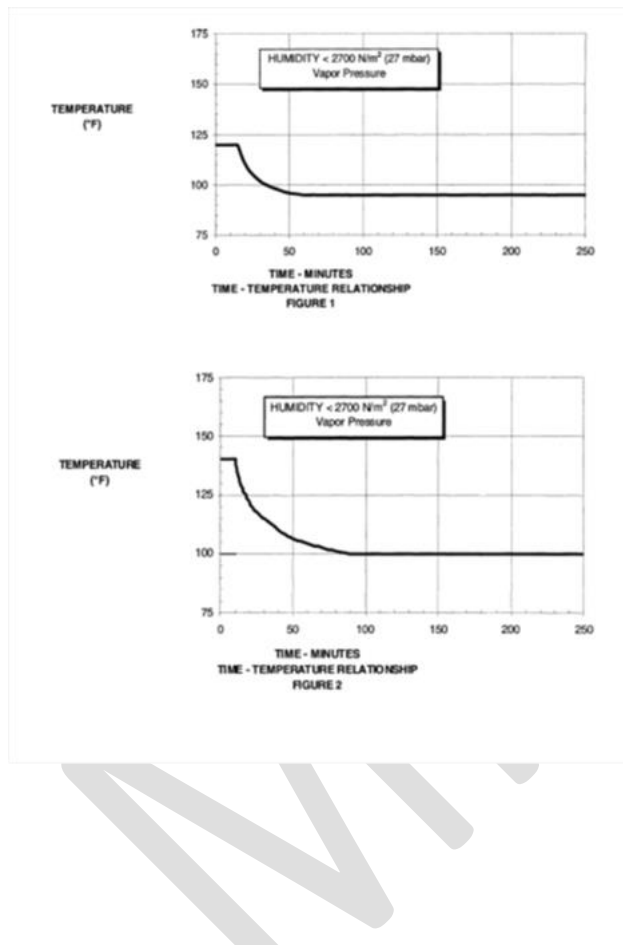 175
HUMIDITY < 2700 N/m² (27 mbar)
Vapor Pressure
150
TEMPERATURE
(°F)
125
100
75
0 50 100 150 200 250
TIME - MINUTES
TIME - TEMPERATURE RELATIONSHIP
FIGURE 1
175
HUMIDITY < 2700 N/m² (27 mbar)
Vapor Pressure
150
TEMPERATURE
(°F)
125
100
75
0 50 100 150 200 250
TIME - MINUTES
TIME - TEMPERATURE RELATIONSHIP
FIGURE 2